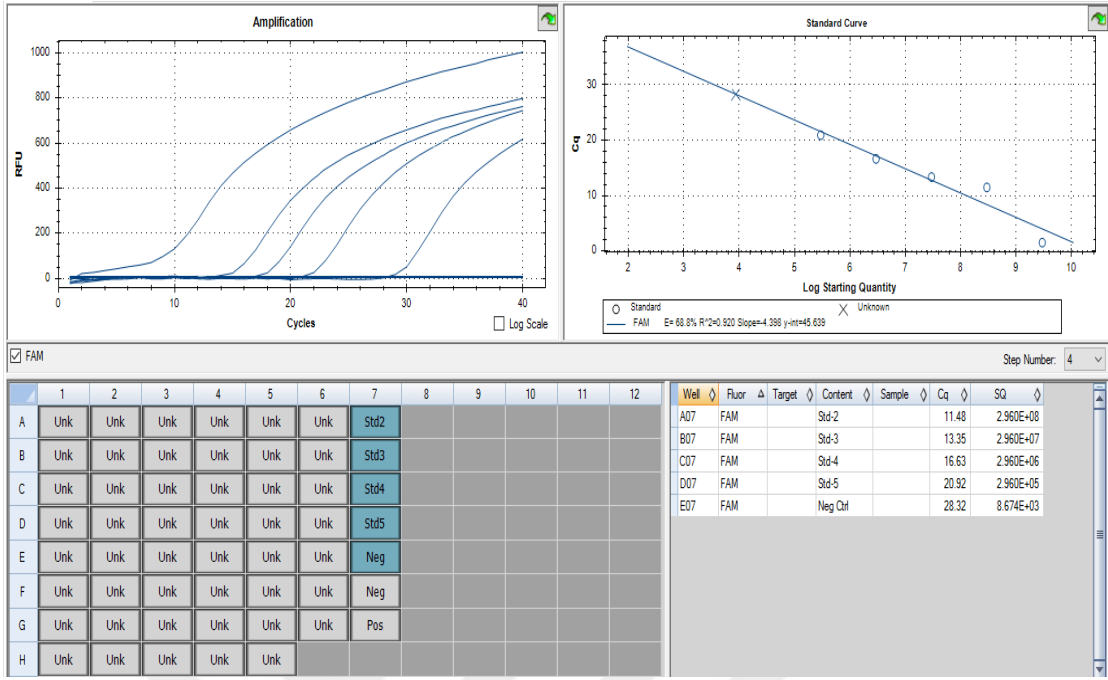 Amplification
1000
800
600
400
200
0
RFU
0 10 20 30 40
Cycles
Log Scale
Standard Curve
30
20
10
0
Cq
2 3 4 5 6 7 8 9 10
Log Starting Quantity
Standard Unknown
FAM E= 68.8% R^2=0.920 Slope=-4.398 y-int=45.639
FAM
Step Number: 4
1 2 3 4 5 6 7 8 9 10 11 12
A Unk Unk Unk Unk Unk Unk Std2
B Unk Unk Unk Unk Unk Unk Std3
C Unk Unk Unk Unk Unk Unk Std4
D Unk Unk Unk Unk Unk Unk Std5
E Unk Unk Unk Unk Unk Unk Neg
F Unk Unk Unk Unk Unk Unk Neg
G Unk Unk Unk Unk Unk Unk Pos
H Unk Unk Unk Unk Unk
Well Fluor Target Content Sample Cq SQ
A07 FAM Std-2 11.48 2.960E+08
B07 FAM Std-3 13.35 2.960E+07
C07 FAM Std-4 16.63 2.960E+06
D07 FAM Std-5 20.92 2.960E+05
E07 FAM Neg Ctrl 28.32 8.674E+03